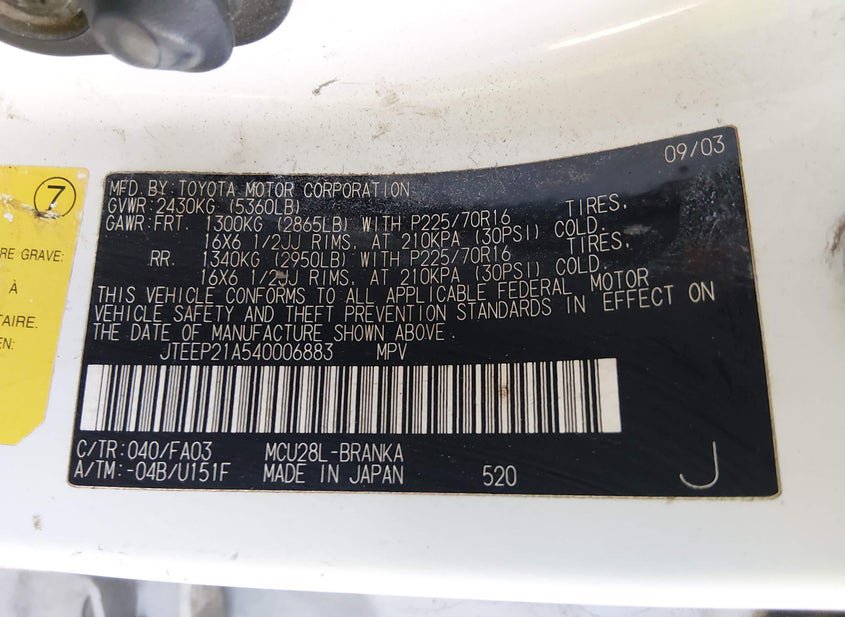 09/03
MFD. BY: TOYOTA MOTOR CORPORATION
GVWR: 2430KG (5360LB)
GAWR: FRT. 1300KG (2865LB) WITH P225/70R16 TIRES,
16X6 1/2JJ RIMS, AT 210KPA (30PSI) COLD.
RR. 1340KG (2950LB) WITH P225/70R16 TIRES,
16X6 1/2JJ RIMS, AT 210KPA (30PSI) COLD.
THIS VEHICLE CONFORMS TO ALL APPLICABLE FEDERAL MOTOR
VEHICLE SAFETY AND THEFT PREVENTION STANDARDS IN EFFECT ON
THE DATE OF MANUFACTURE SHOWN ABOVE.
JTEEP21A540006883 MPV
C/TR: 040/FA03 MCU28L-BRANKA
A/TM: -04B/U151F MADE IN JAPAN 520 J
7
RE GRAVE:
À
TAIRE.
EN: